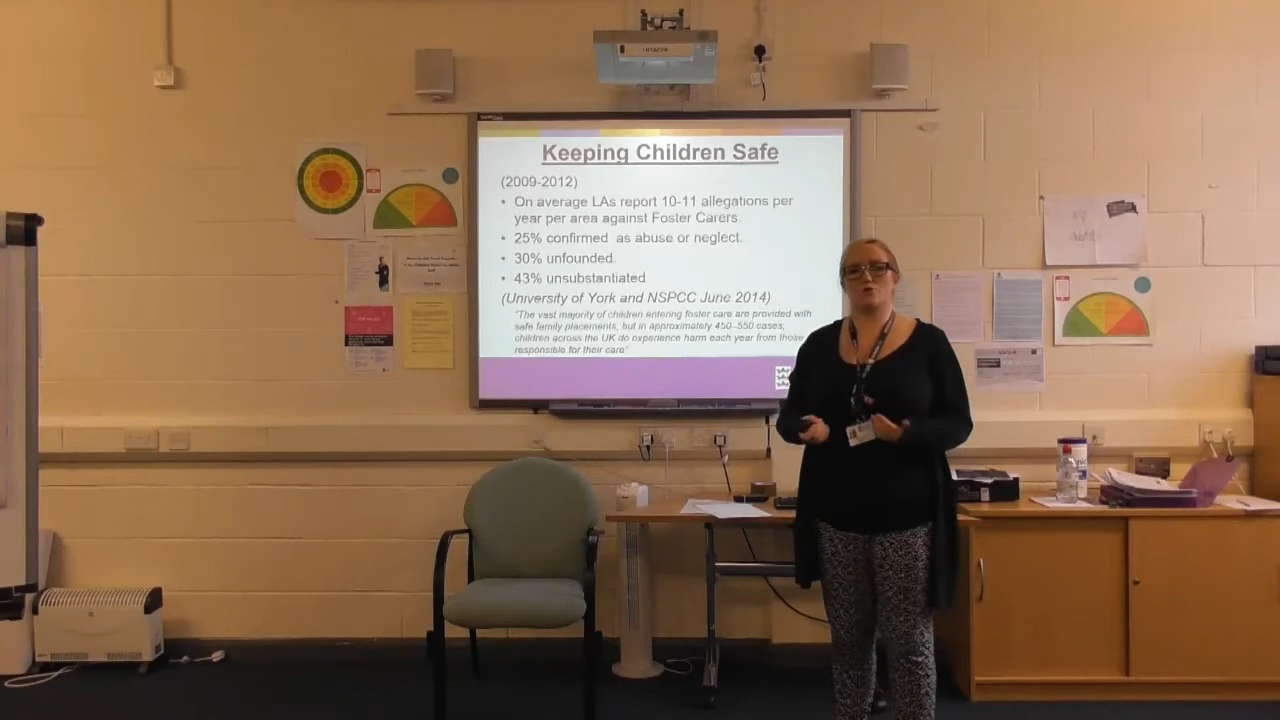 HITACHI
Keeping Children Safe
(2009-2012)
• On average LAs report 10-11 allegations per
year per area against Foster Carers.
• 25% confirmed as abuse or neglect.
• 30% unfounded.
• 43% unsubstantiated.
(University of York and NSPCC June 2014)
"The vast majority of children entering foster care are provided with
safe family placements, but in approximately 450–550 cases,
children across the UK do experience harm each year from those
responsible for their care"